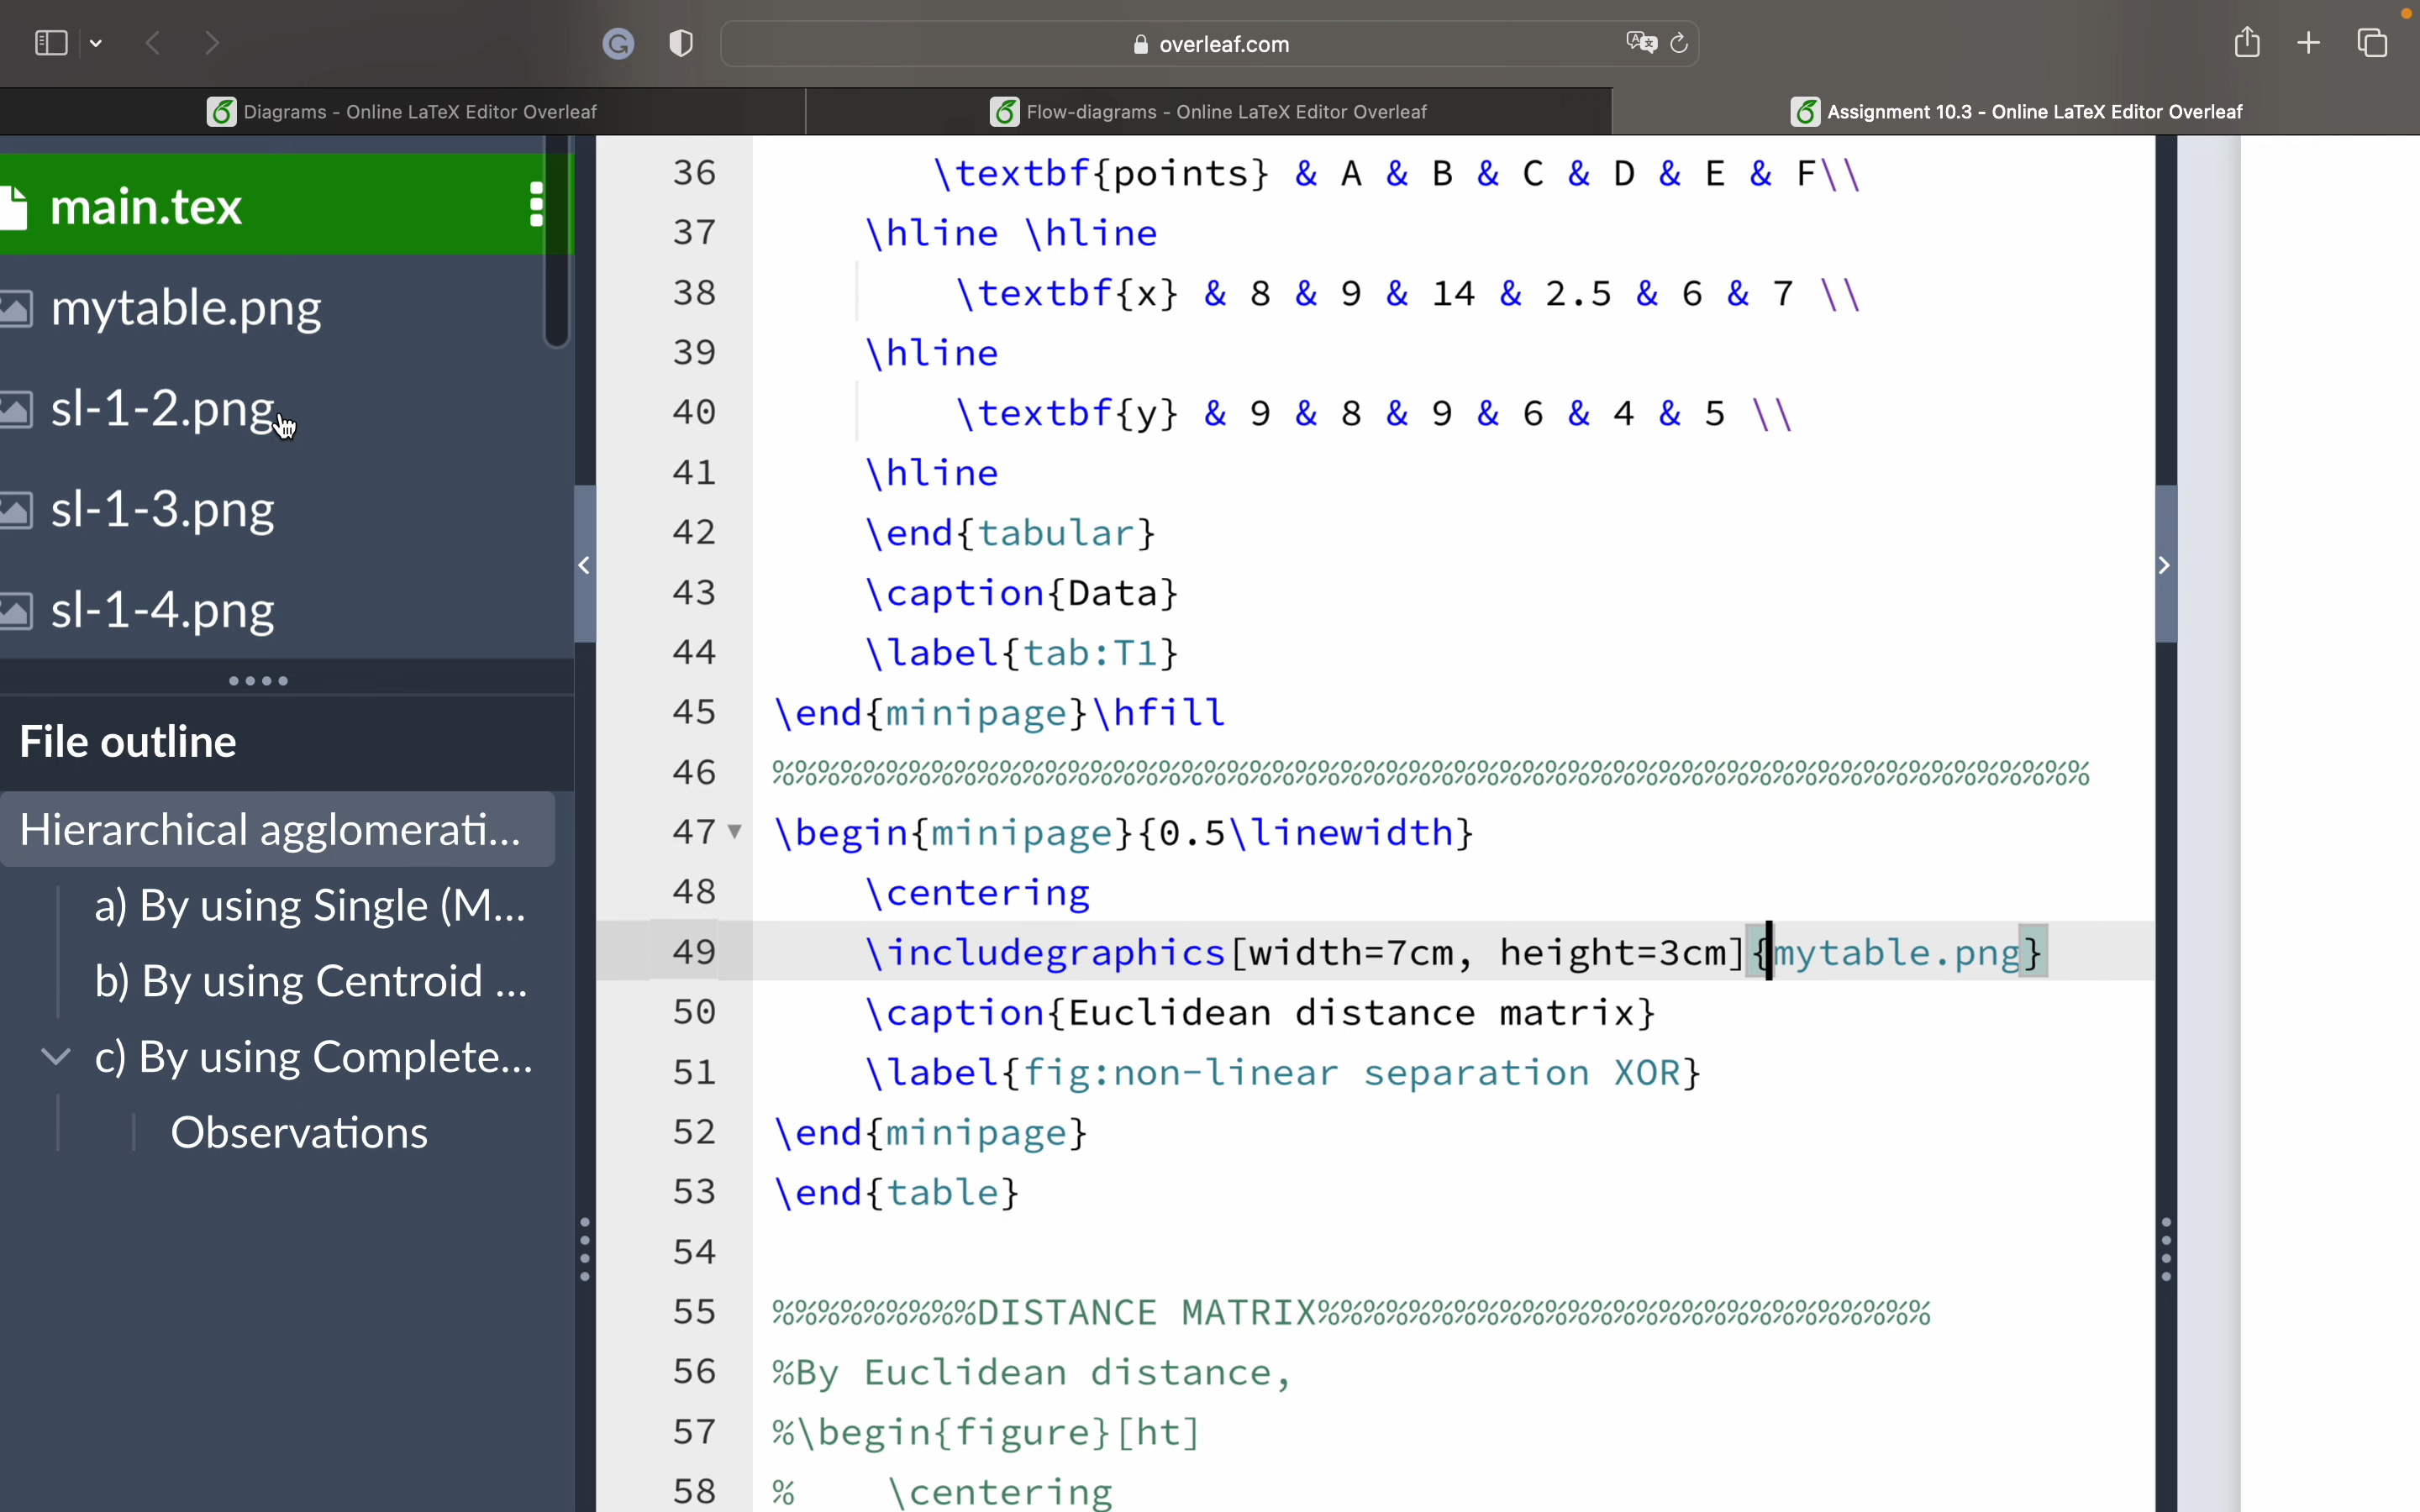 overleaf.com
Diagrams - Online LaTeX Editor Overleaf
Flow-diagrams - Online LaTeX Editor Overleaf
Assignment 10.3 - Online LaTeX Editor Overleaf
main.tex
mytable.png
sl-1-2.png
sl-1-3.png
sl-1-4.png
File outline
Hierarchical agglomerati...
a) By using Single (M...
b) By using Centroid ...
c) By using Complete...
Observations
36 \textbf{points} & A & B & C & D & E & F\\
37 \hline \hline
38 \textbf{x} & 8 & 9 & 14 & 2.5 & 6 & 7 \\
39 \hline
40 \textbf{y} & 9 & 8 & 9 & 6 & 4 & 5 \\
41 \hline
42 \end{tabular}
43 \caption{Data}
44 \label{tab:T1}
45 \end{minipage}\hfill
46 %%%%%%%%%%%%%%%%%%%%%%%%%%%%%%%%%%%%%%%%%%%%%%%%%%%%%%%%%%
47 \begin{minipage}{0.5\linewidth}
48 \centering
49 \includegraphics[width=7cm, height=3cm]{mytable.png}
50 \caption{Euclidean distance matrix}
51 \label{fig:non-linear separation XOR}
52 \end{minipage}
53 \end{table}
54
55 %%%%%%%%%DISTANCE MATRIX%%%%%%%%%%%%%%%%%%%%%%%%%%%
56 %By Euclidean distance,
57 %\begin{figure}[ht]
58 % \centering